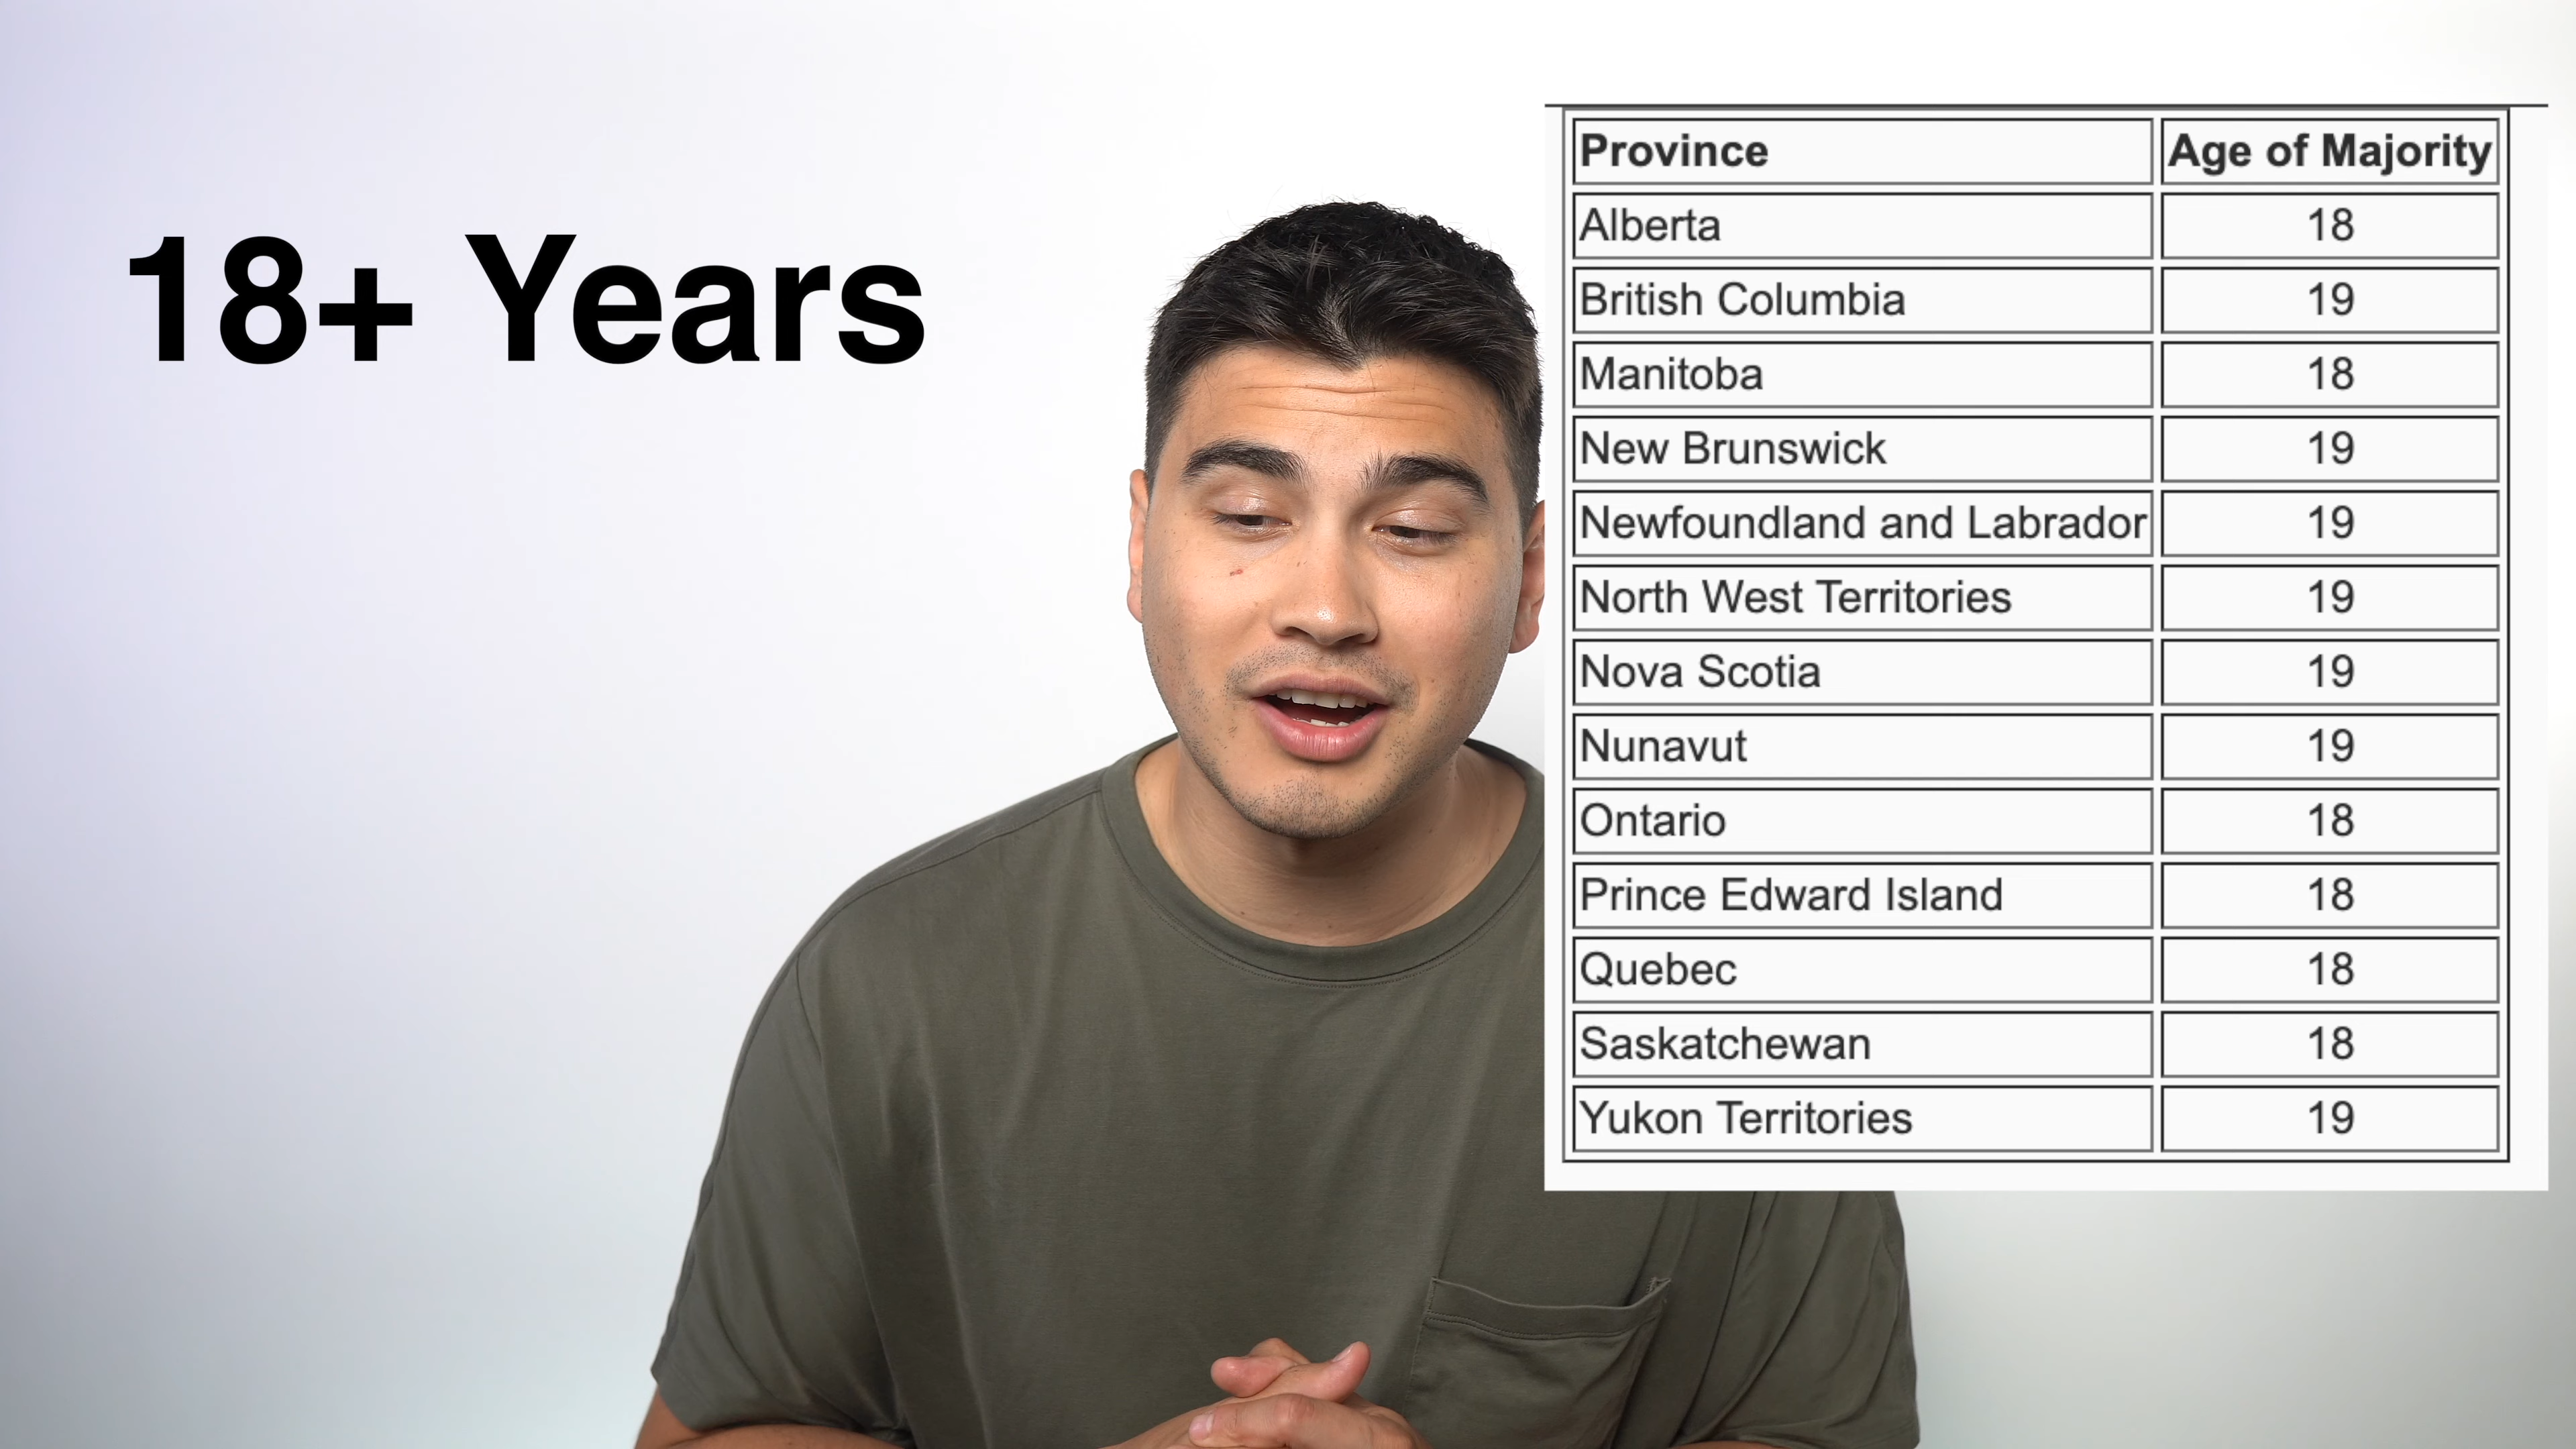 18+ Years
Province Age of Majority
Alberta 18
British Columbia 19
Manitoba 18
New Brunswick 19
Newfoundland and Labrador 19
North West Territories 19
Nova Scotia 19
Nunavut 19
Ontario 18
Prince Edward Island 18
Quebec 18
Saskatchewan 18
Yukon Territories 19